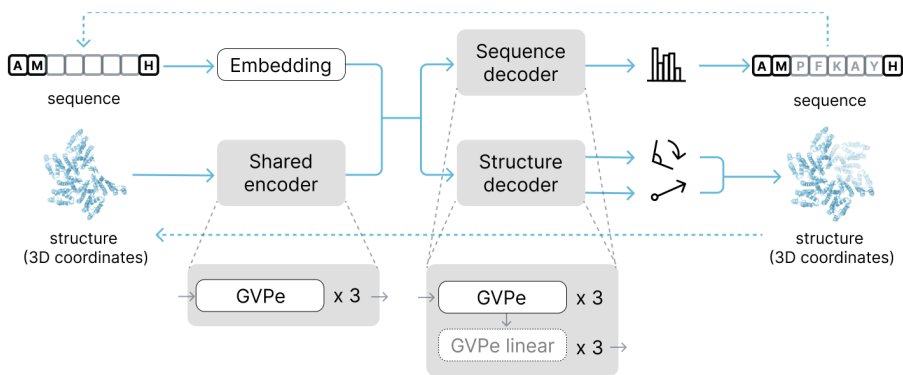 A M H
Embedding
Sequence
decoder
A M P F K A Y H
sequence
sequence
Shared
encoder
Structure
decoder
structure
(3D coordinates)
structure
(3D coordinates)
GVPe x 3
GVPe x 3
GVPe linear x 3